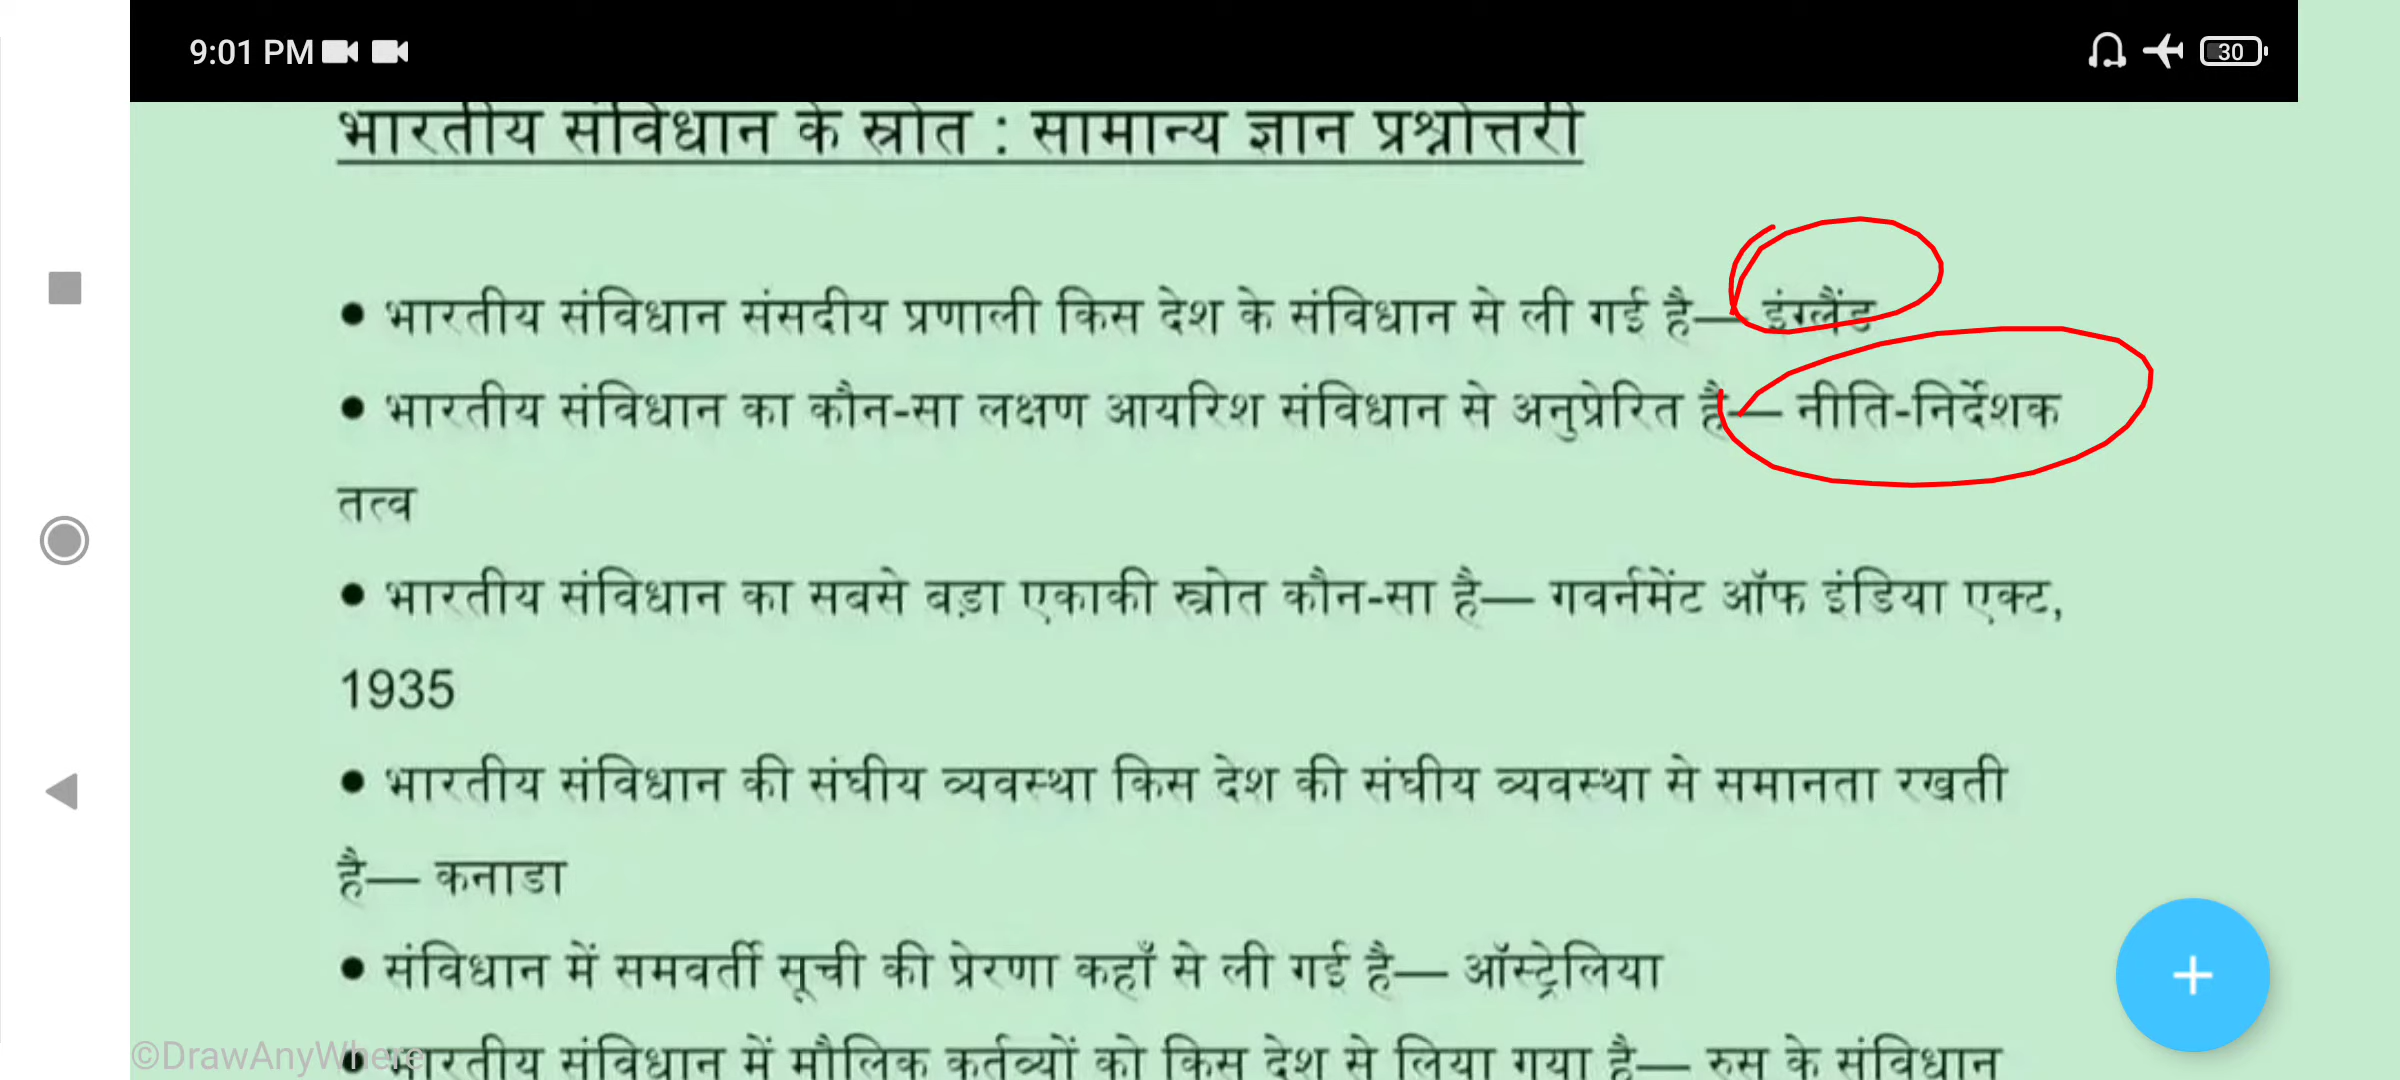 9:01 PM
30
भारतीय संविधान के स्रोत : सामान्य ज्ञान प्रश्नोत्तरी
● भारतीय संविधान संसदीय प्रणाली किस देश के संविधान से ली गई है— इंग्लैंड
● भारतीय संविधान का कौन-सा लक्षण आयरिश संविधान से अनुप्रेरित है— नीति-निर्देशक
तत्व
● भारतीय संविधान का सबसे बड़ा एकाकी स्त्रोत कौन-सा है— गवर्नमेंट ऑफ इंडिया एक्ट,
1935
● भारतीय संविधान की संघीय व्यवस्था किस देश की संघीय व्यवस्था से समानता रखती
है— कनाडा
● संविधान में समवर्ती सूची की प्रेरणा कहाँ से ली गई है— ऑस्ट्रेलिया
● भारतीय संविधान में मौलिक कर्तव्यों को किस देश से लिया गया है— रुस के संविधान
©DrawAnyWhere